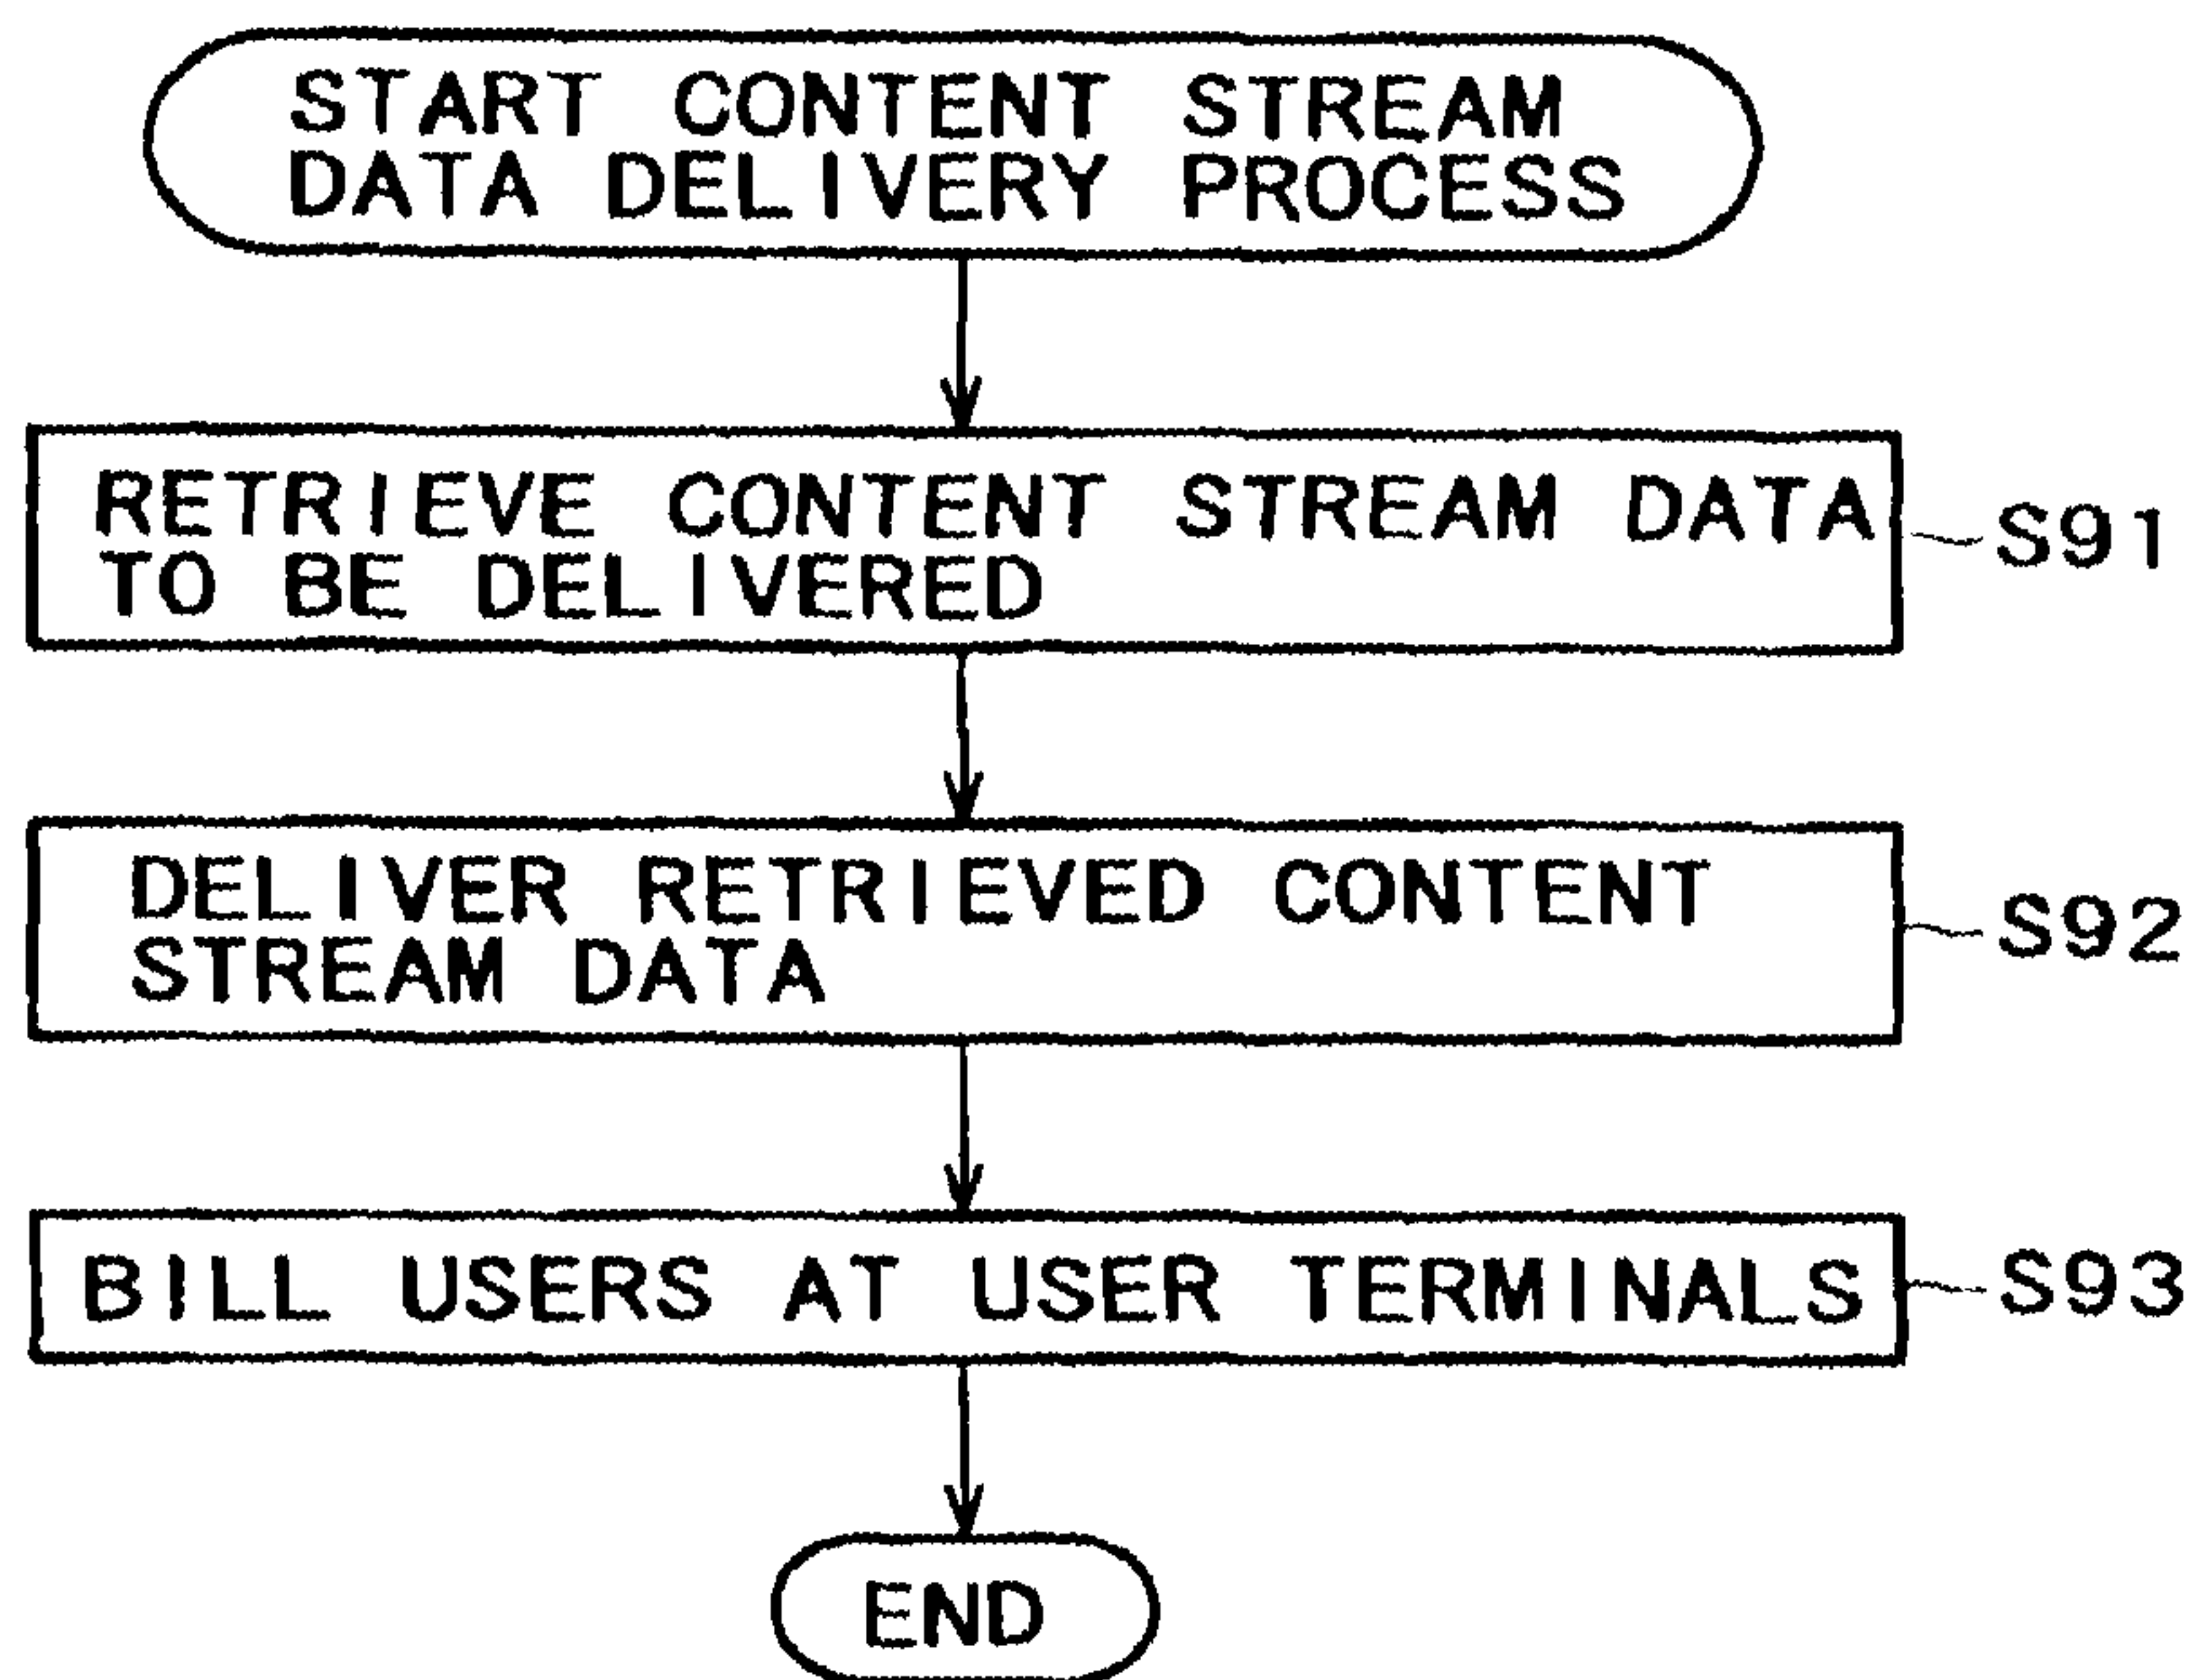 START CONTENT STREAM
DATA DELIVERY PROCESS
RETRIEVE CONTENT STREAM DATA
TO BE DELIVERED
S91
DELIVER RETRIEVED CONTENT
STREAM DATA
S92
BILL USERS AT USER TERMINALS
S93
END